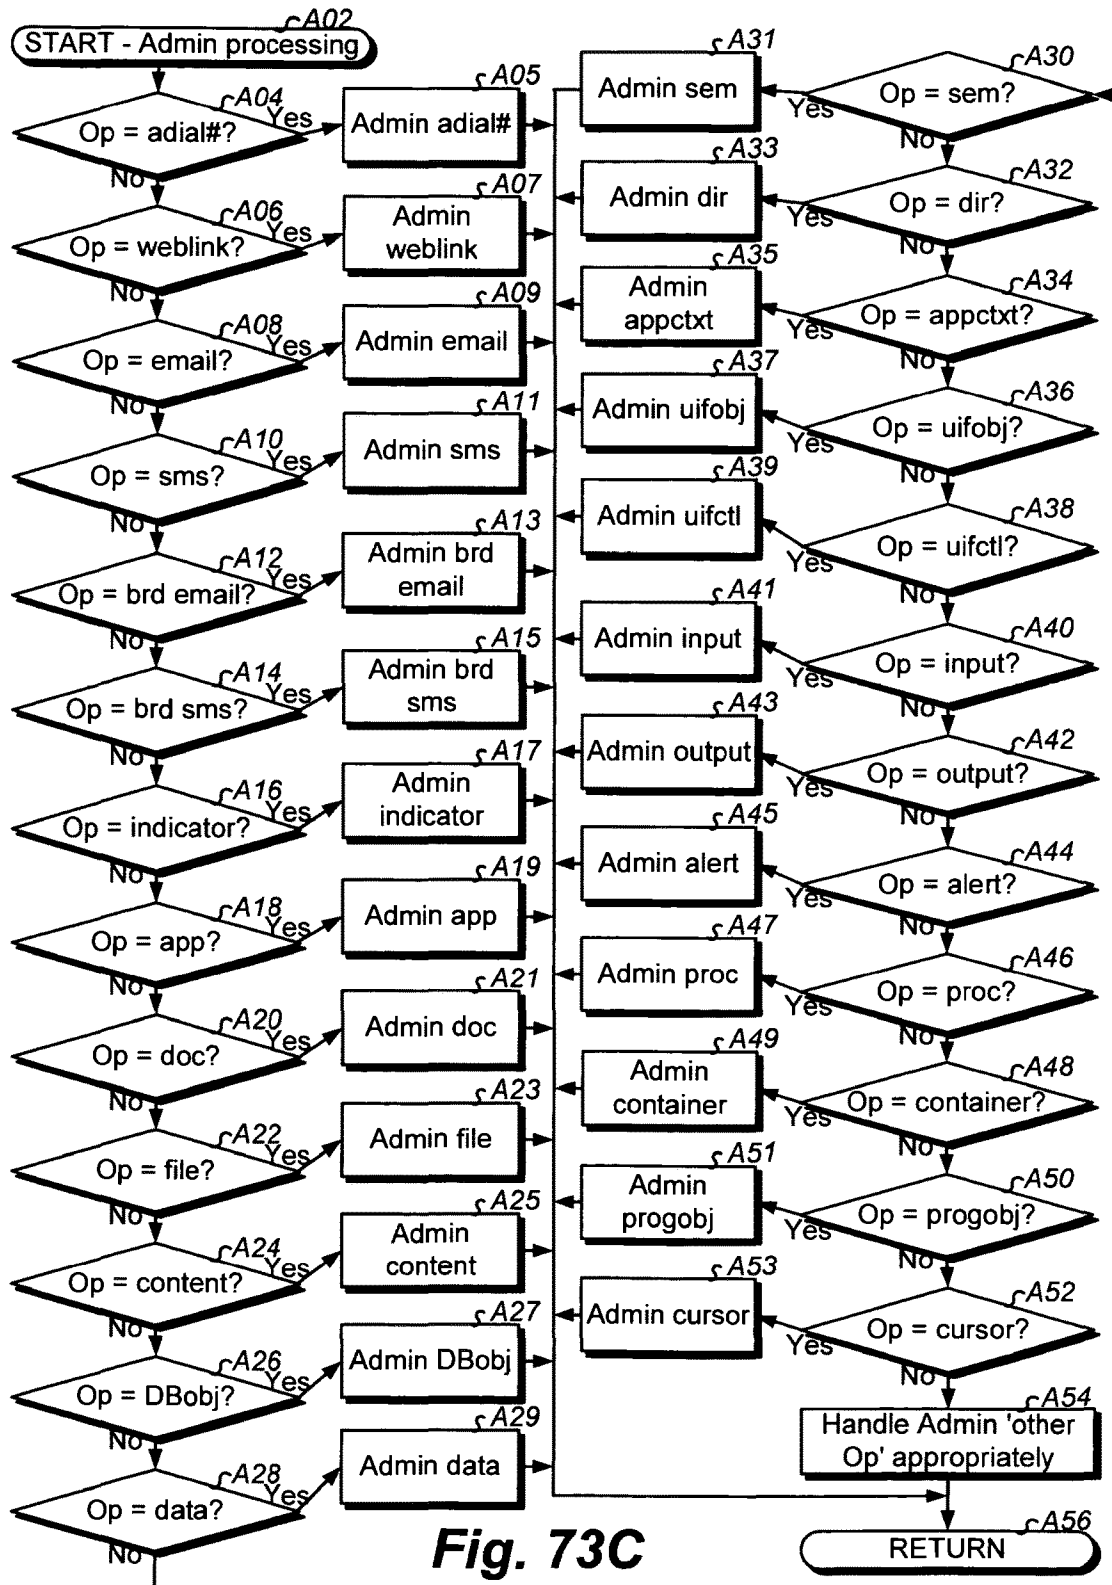 A02
START - Admin processing
A04
Op = adial#?
Yes
No
A05
Admin adial#
A06
Op = weblink?
Yes
No
A07
Admin
weblink
A08
Op = email?
Yes
No
A09
Admin email
A10
Op = sms?
Yes
No
A11
Admin sms
A12
Op = brd email?
Yes
No
A13
Admin brd
email
A14
Op = brd sms?
Yes
No
A15
Admin brd
sms
A16
Op = indicator?
Yes
No
A17
Admin
indicator
A18
Op = app?
Yes
No
A19
Admin app
A20
Op = doc?
Yes
No
A21
Admin doc
A22
Op = file?
Yes
No
A23
Admin file
A24
Op = content?
Yes
No
A25
Admin
content
A26
Op = DBobj?
Yes
No
A27
Admin DBobj
A28
Op = data?
Yes
No
A29
Admin data
A30
Op = sem?
Yes
No
A31
Admin sem
A32
Op = dir?
Yes
No
A33
Admin dir
A34
Op = appctxt?
Yes
No
A35
Admin
appctxt
A36
Op = uifobj?
Yes
No
A37
Admin uifobj
A38
Op = uifctl?
Yes
No
A39
Admin uifctl
A40
Op = input?
Yes
No
A41
Admin input
A42
Op = output?
Yes
No
A43
Admin output
A44
Op = alert?
Yes
No
A45
Admin alert
A46
Op = proc?
Yes
No
A47
Admin proc
A48
Op = container?
Yes
No
A49
Admin
container
A50
Op = progobj?
Yes
No
A51
Admin
progobj
A52
Op = cursor?
Yes
No
A53
Admin cursor
A54
Handle Admin 'other
Op' appropriately
A56
RETURN
Fig. 73C